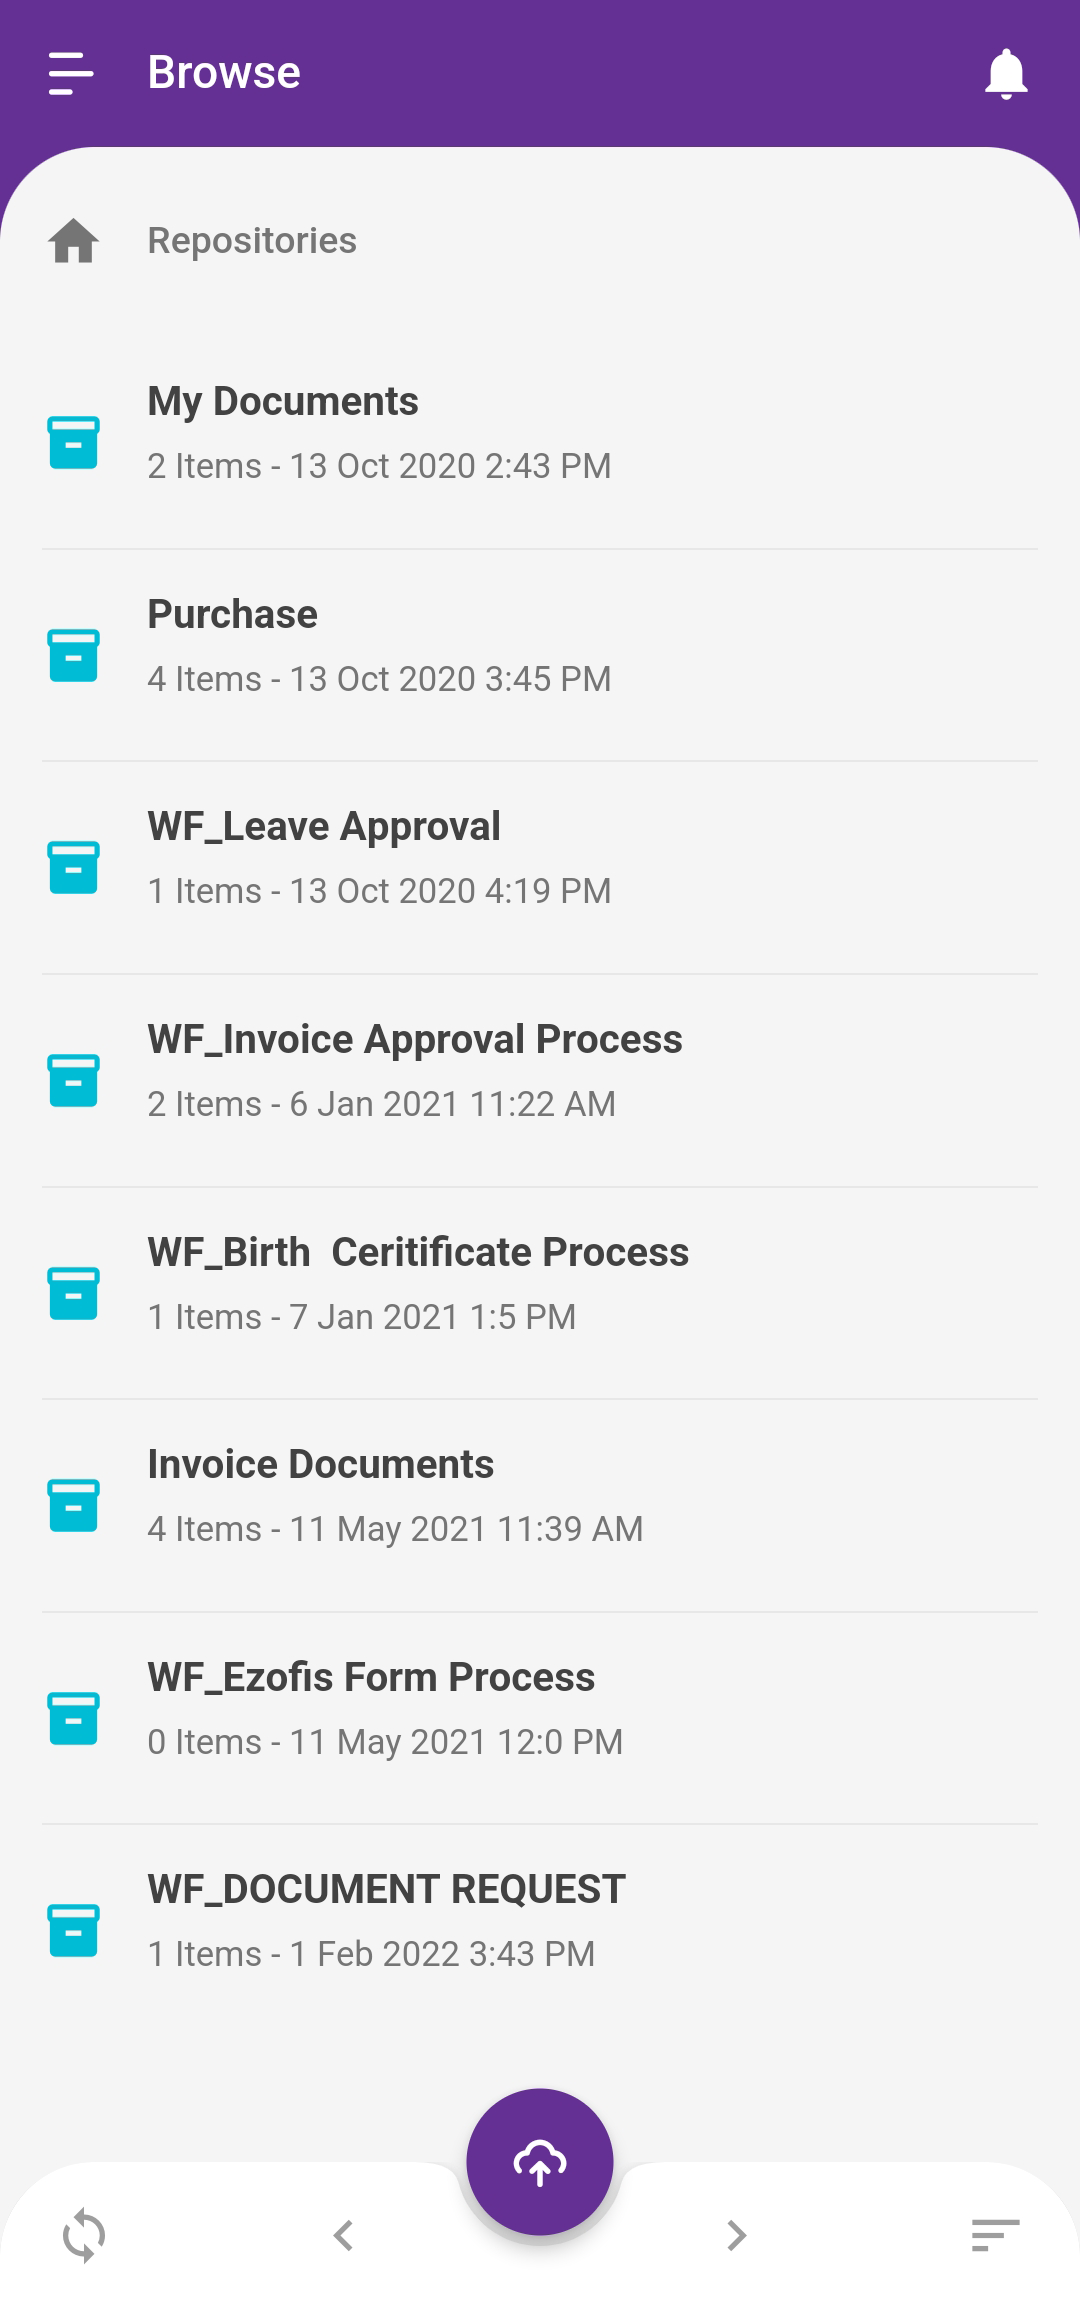 Browse
Repositories
My Documents
2 Items - 13 Oct 2020 2:43 PM
Purchase
4 Items - 13 Oct 2020 3:45 PM
WF_Leave Approval
1 Items - 13 Oct 2020 4:19 PM
WF_Invoice Approval Process
2 Items - 6 Jan 2021 11:22 AM
WF_Birth  Ceritificate Process
1 Items - 7 Jan 2021 1:5 PM
Invoice Documents
4 Items - 11 May 2021 11:39 AM
WF_Ezofis Form Process
0 Items - 11 May 2021 12:0 PM
WF_DOCUMENT REQUEST
1 Items - 1 Feb 2022 3:43 PM